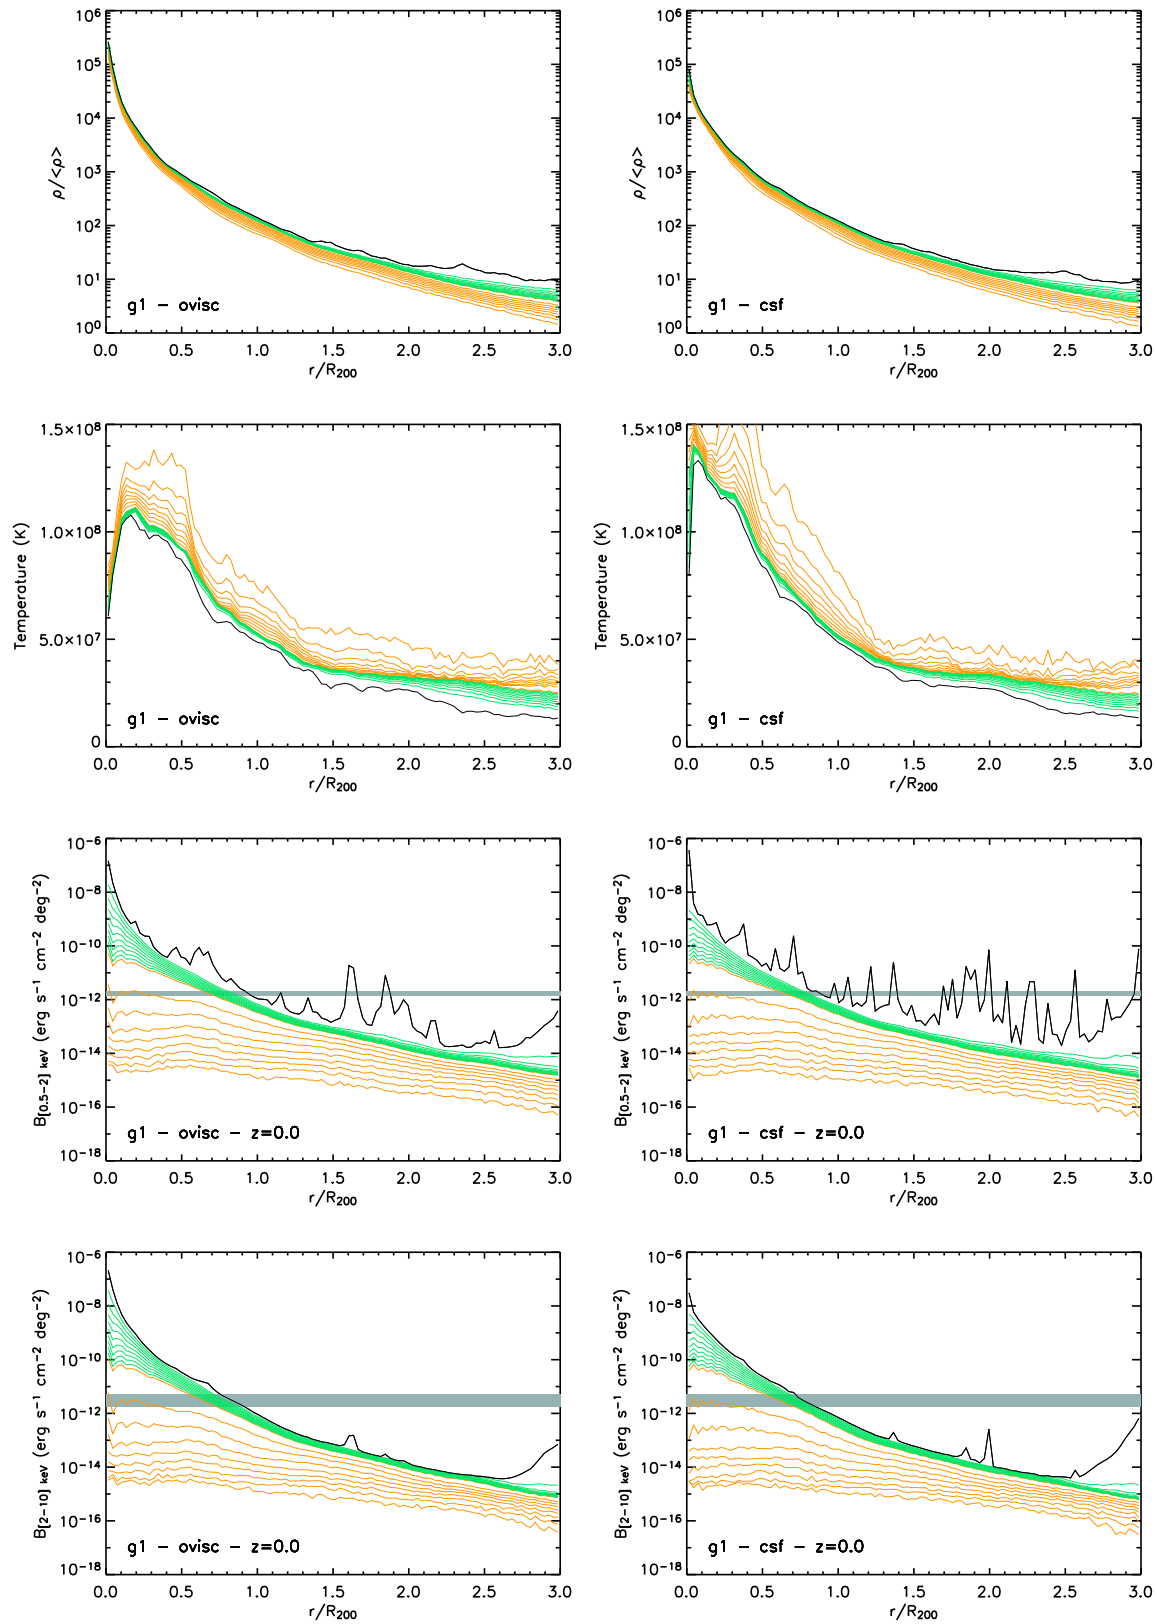 10⁶
10⁵
10⁴
10³
10²
10¹
10⁰
ρ/<ρ>
g1 – ovisc
0.0 0.5 1.0 1.5 2.0 2.5 3.0
r/R₂₀₀
10⁶
10⁵
10⁴
10³
10²
10¹
10⁰
ρ/<ρ>
g1 – csf
0.0 0.5 1.0 1.5 2.0 2.5 3.0
r/R₂₀₀
1.5×10⁸
1.0×10⁸
5.0×10⁷
0
Temperature (K)
g1 – ovisc
0.0 0.5 1.0 1.5 2.0 2.5 3.0
r/R₂₀₀
1.5×10⁸
1.0×10⁸
5.0×10⁷
0
Temperature (K)
g1 – csf
0.0 0.5 1.0 1.5 2.0 2.5 3.0
r/R₂₀₀
10⁻⁶
10⁻⁸
10⁻¹⁰
10⁻¹²
10⁻¹⁴
10⁻¹⁶
10⁻¹⁸
B[0.5–2] keV (erg s⁻¹ cm⁻² deg⁻²)
g1 – ovisc – z=0.0
0.0 0.5 1.0 1.5 2.0 2.5 3.0
r/R₂₀₀
10⁻⁶
10⁻⁸
10⁻¹⁰
10⁻¹²
10⁻¹⁴
10⁻¹⁶
10⁻¹⁸
B[0.5–2] keV (erg s⁻¹ cm⁻² deg⁻²)
g1 – csf – z=0.0
0.0 0.5 1.0 1.5 2.0 2.5 3.0
r/R₂₀₀
10⁻⁶
10⁻⁸
10⁻¹⁰
10⁻¹²
10⁻¹⁴
10⁻¹⁶
10⁻¹⁸
B[2–10] keV (erg s⁻¹ cm⁻² deg⁻²)
g1 – ovisc – z=0.0
0.0 0.5 1.0 1.5 2.0 2.5 3.0
r/R₂₀₀
10⁻⁶
10⁻⁸
10⁻¹⁰
10⁻¹²
10⁻¹⁴
10⁻¹⁶
10⁻¹⁸
B[2–10] keV (erg s⁻¹ cm⁻² deg⁻²)
g1 – csf – z=0.0
0.0 0.5 1.0 1.5 2.0 2.5 3.0
r/R₂₀₀